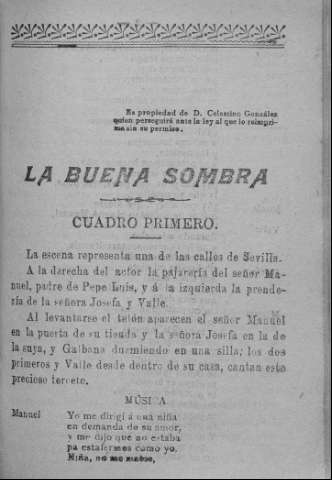 Es propiedad de D. Celestino González
quien perseguirá ante la ley al que lo reimpri-
ma sin su permiso.
LA BUENA SOMBRA
CUADRO PRIMERO.
La escena representa una de las calles de Sevilla.
A la derecha del actor la pajarería del señor Ma-
nuel, padre de Pepe Luis, y á la izquierda la prende-
ría de la señora Josefa y Valle.
Al levantarse el telón aparecen el señor Manuel
en la puerta de su tienda y la señora Josefa en la de
la suya, y Galbana durmiendo en una silla; los dos
primeros y Valle desde dentro de su casa, cantan este
precioso terceto.
MÚSICA
Manuel Yo me dirigí á una niña
en demanda de su amor,
y me dijo que no estaba
pa estafermos como yo.
Niña, no me mates,